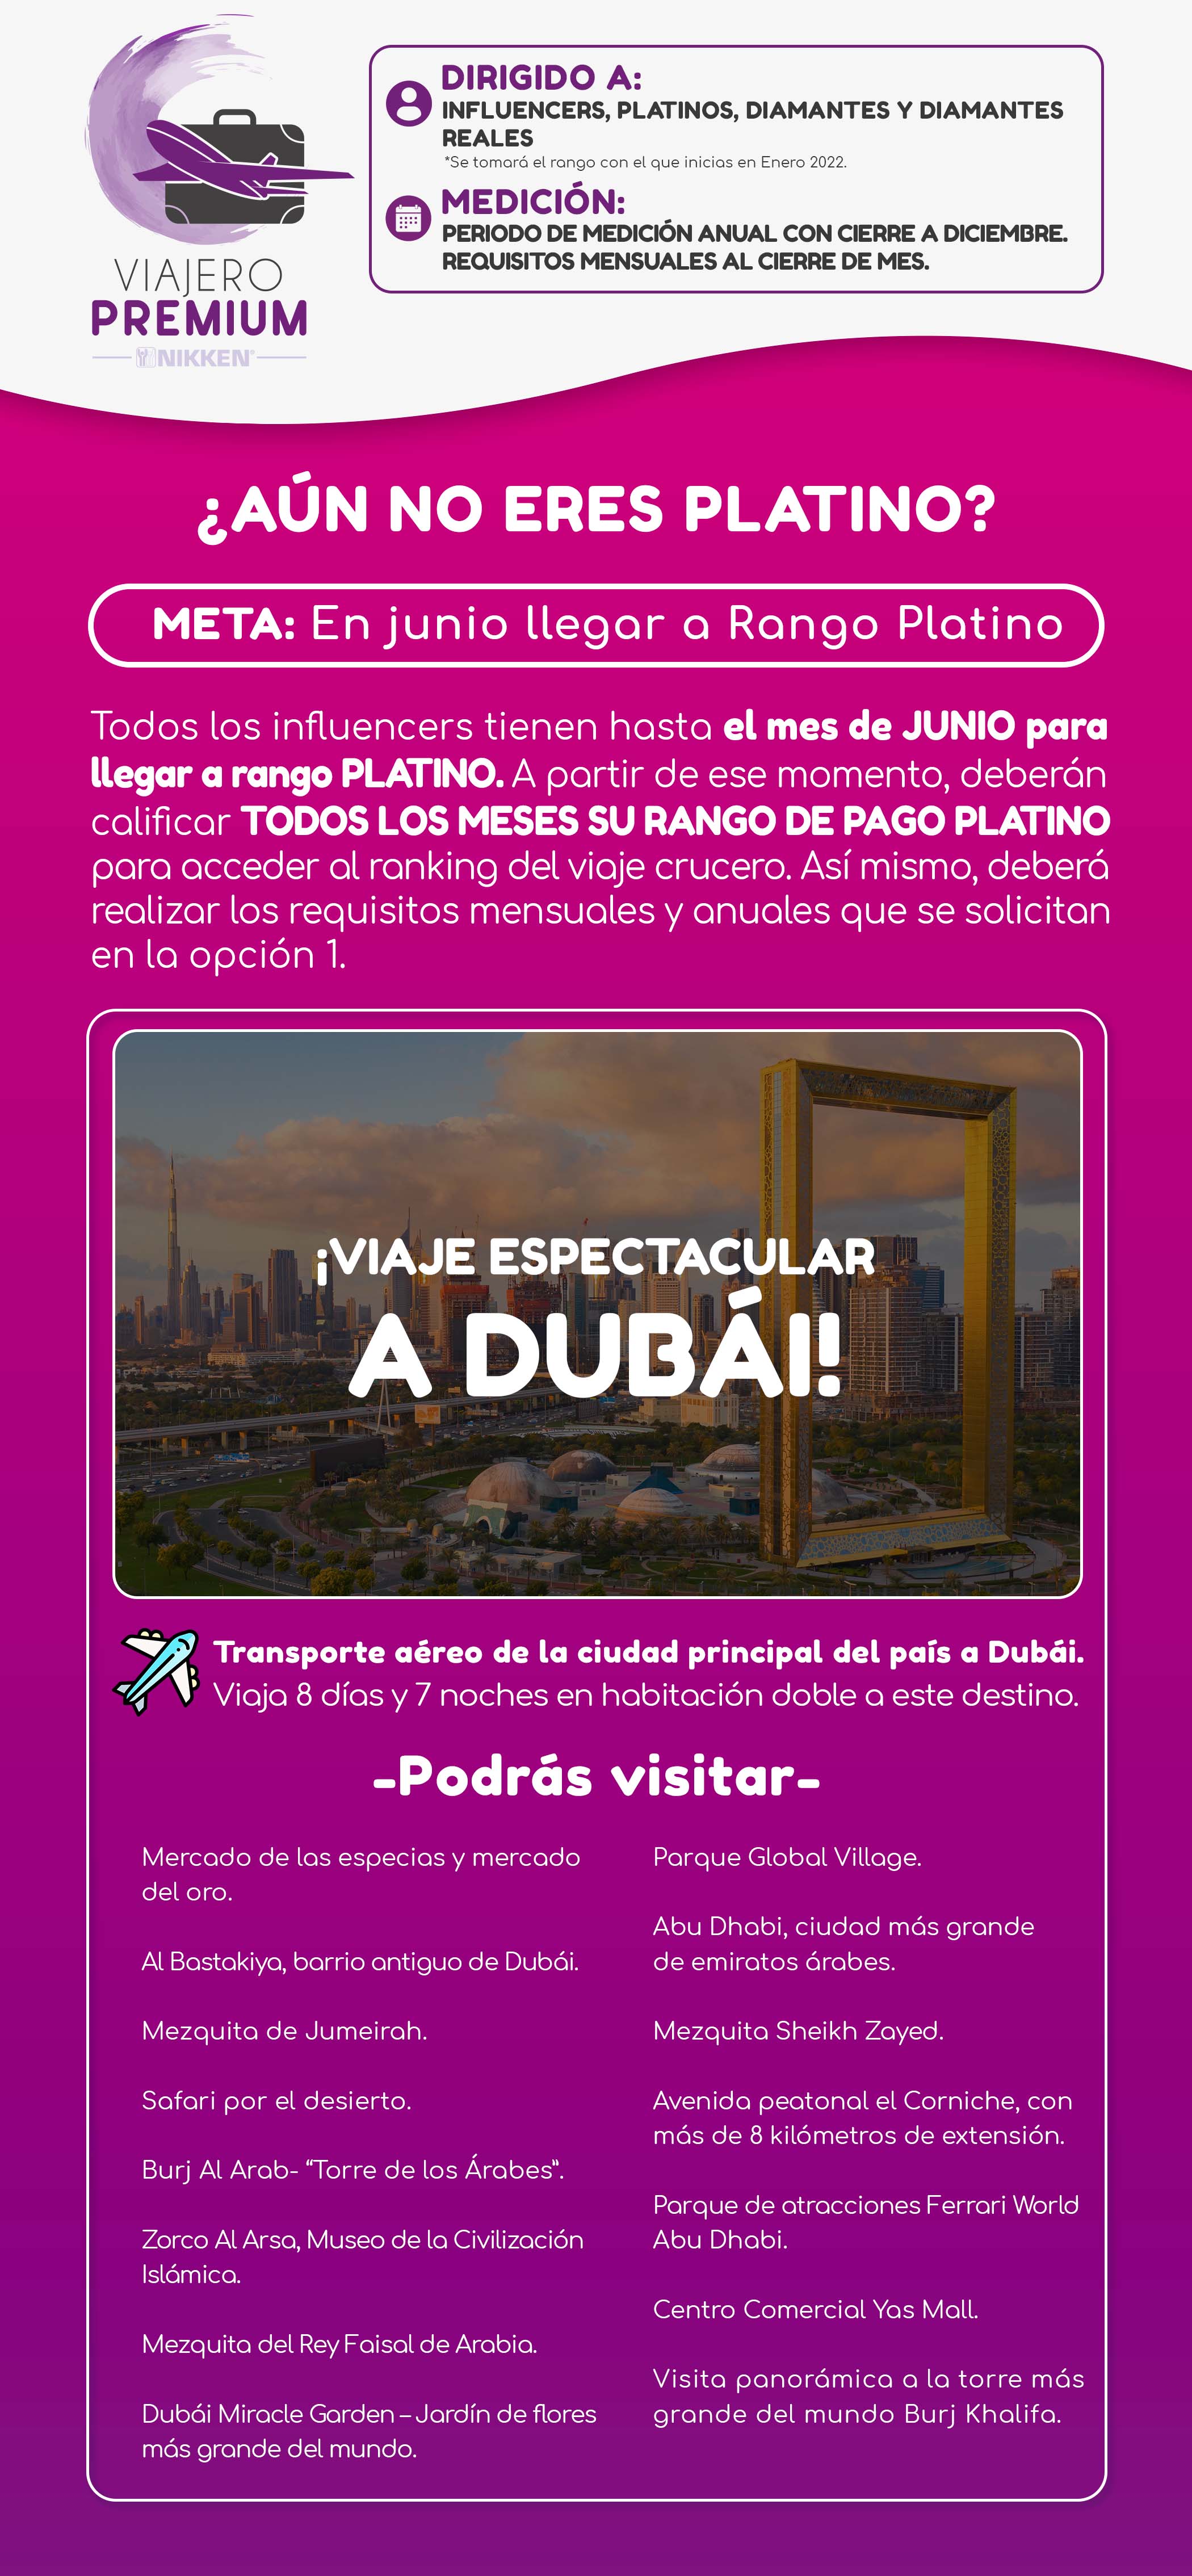 VIAJERO
PREMIUM
NIKKEN®
DIRIGIDO A:
INFLUENCERS, PLATINOS, DIAMANTES Y DIAMANTES
REALES
*Se tomará el rango con el que inicias en Enero 2022.
MEDICIÓN:
PERIODO DE MEDICIÓN ANUAL CON CIERRE A DICIEMBRE.
REQUISITOS MENSUALES AL CIERRE DE MES.
¿AÚN NO ERES PLATINO?
META: En junio llegar a Rango Platino
Todos los influencers tienen hasta el mes de JUNIO para
llegar a rango PLATINO. A partir de ese momento, deberán
calificar TODOS LOS MESES SU RANGO DE PAGO PLATINO
para acceder al ranking del viaje crucero. Así mismo, deberá
realizar los requisitos mensuales y anuales que se solicitan
en la opción 1.
¡VIAJE ESPECTACULAR
A DUBÁI!
Transporte aéreo de la ciudad principal del país a Dubái.
Viaja 8 días y 7 noches en habitación doble a este destino.
-Podrás visitar-
Mercado de las especias y mercado
del oro.
Al Bastakiya, barrio antiguo de Dubái.
Mezquita de Jumeirah.
Safari por el desierto.
Burj Al Arab- “Torre de los Árabes”.
Zorco Al Arsa, Museo de la Civilización
Islámica.
Mezquita del Rey Faisal de Arabia.
Dubái Miracle Garden – Jardín de flores
más grande del mundo.
Parque Global Village.
Abu Dhabi, ciudad más grande
de emiratos árabes.
Mezquita Sheikh Zayed.
Avenida peatonal el Corniche, con
más de 8 kilómetros de extensión.
Parque de atracciones Ferrari World
Abu Dhabi.
Centro Comercial Yas Mall.
Visita panorámica a la torre más
grande del mundo Burj Khalifa.